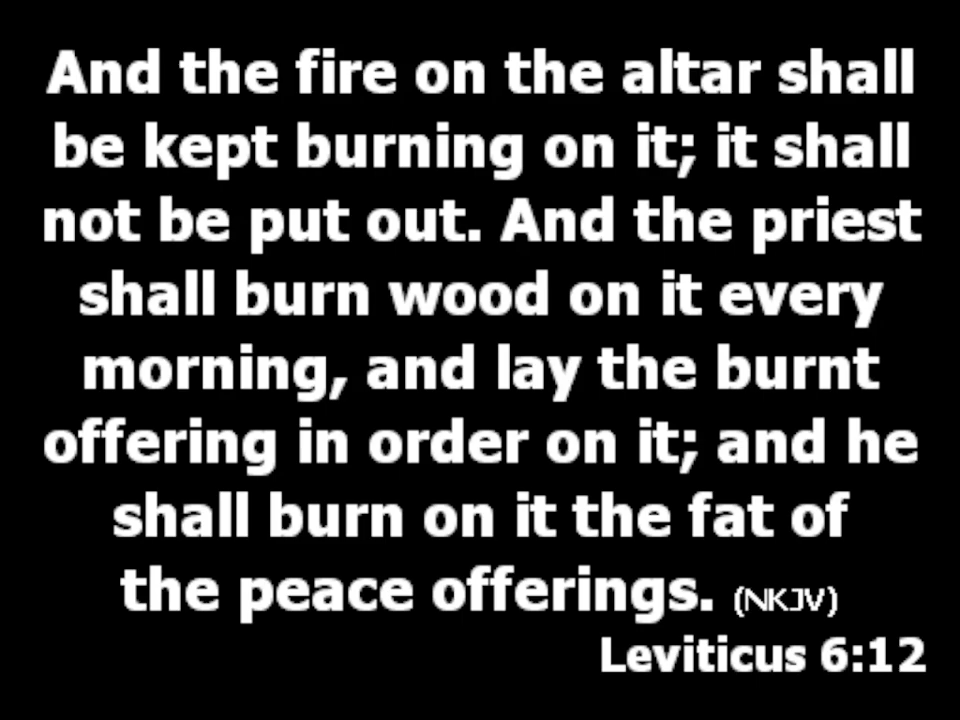 And the fire on the altar shall
be kept burning on it; it shall
not be put out. And the priest
shall burn wood on it every
morning, and lay the burnt
offering in order on it; and he
shall burn on it the fat of
the peace offerings. (NKJV)
Leviticus 6:12